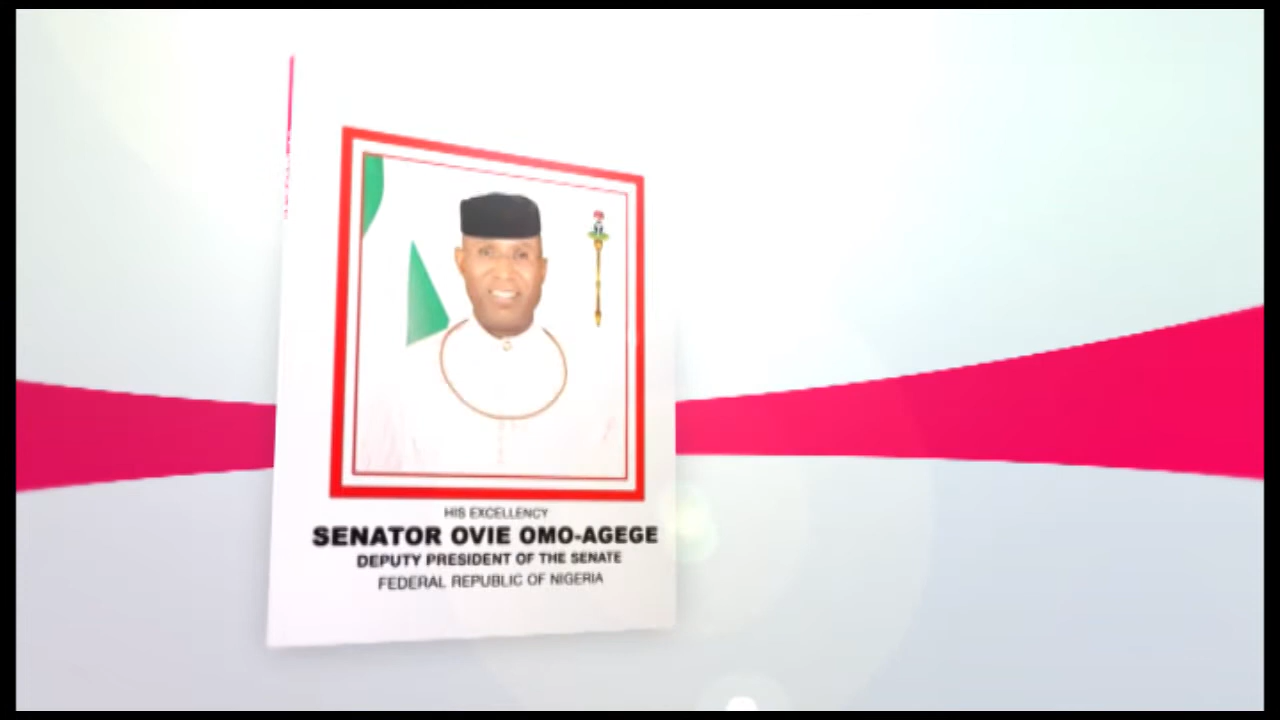 HIS EXCELLENCY
SENATOR OVIE OMO-AGEGE
DEPUTY PRESIDENT OF THE SENATE
FEDERAL REPUBLIC OF NIGERIA